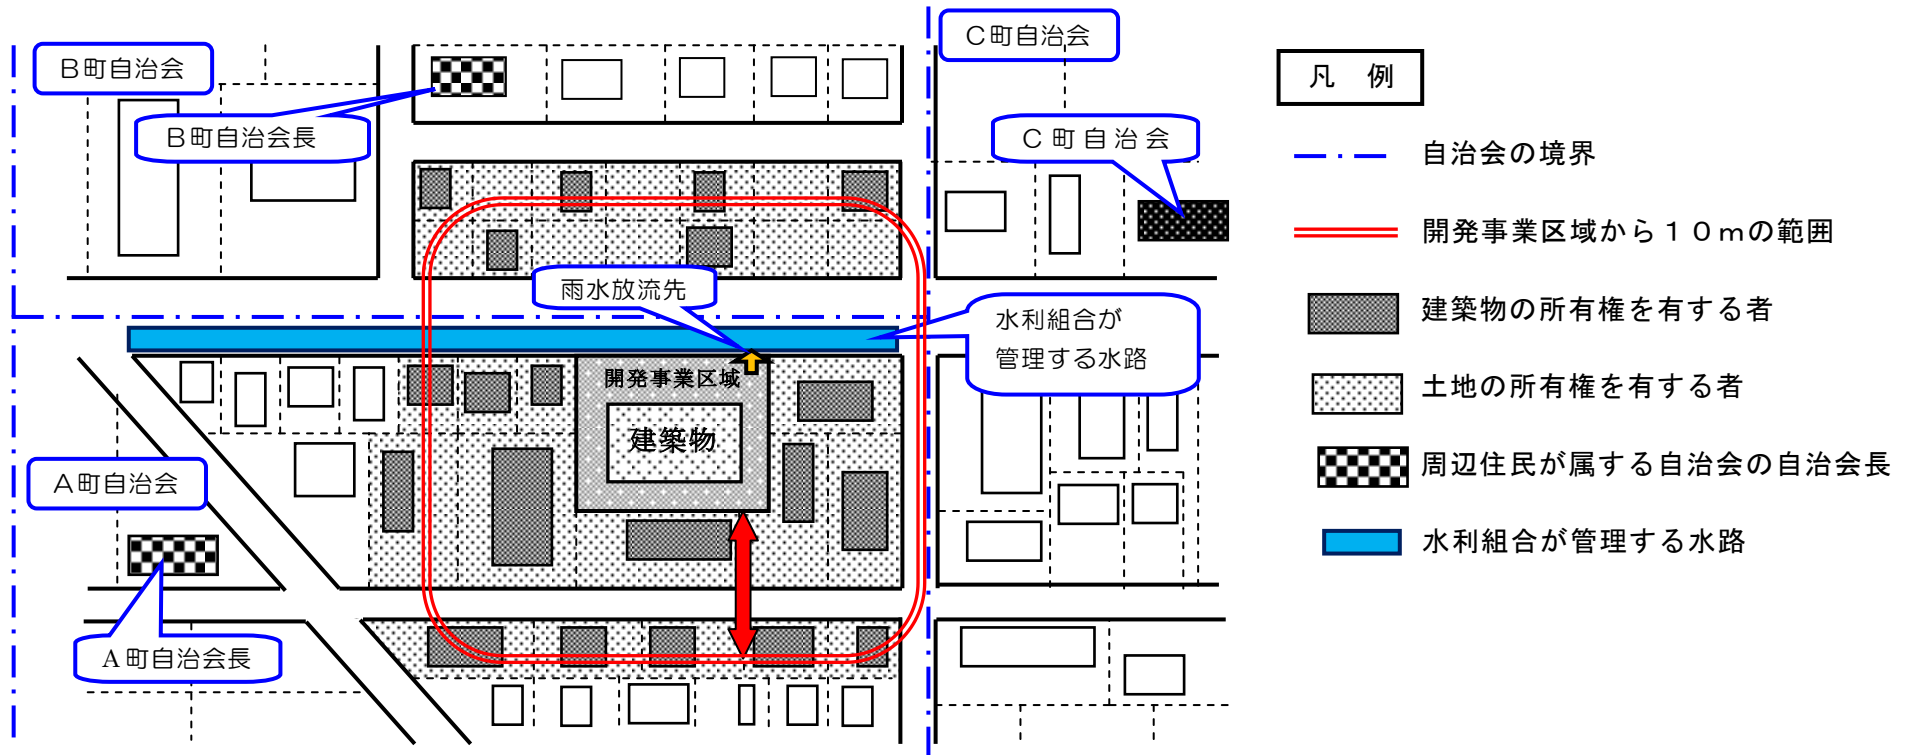 C町自治会
B町自治会
凡 例
B町自治会長
C町自治会
自治会の境界
開発事業区域から10mの範囲
雨水放流先
水利組合が
管理する水路
建築物の所有権を有する者
開発事業区域
土地の所有権を有する者
建築物
A町自治会
周辺住民が属する自治会の自治会長
水利組合が管理する水路
A町自治会長